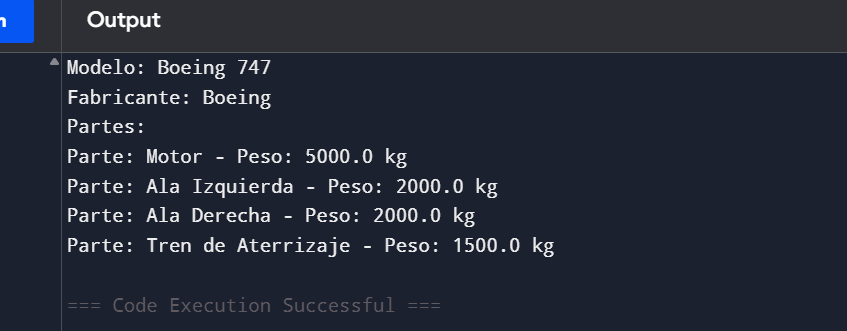 n
Output
Modelo: Boeing 747
Fabricante: Boeing
Partes:
Parte: Motor - Peso: 5000.0 kg
Parte: Ala Izquierda - Peso: 2000.0 kg
Parte: Ala Derecha - Peso: 2000.0 kg
Parte: Tren de Aterrizaje - Peso: 1500.0 kg
=== Code Execution Successful ===